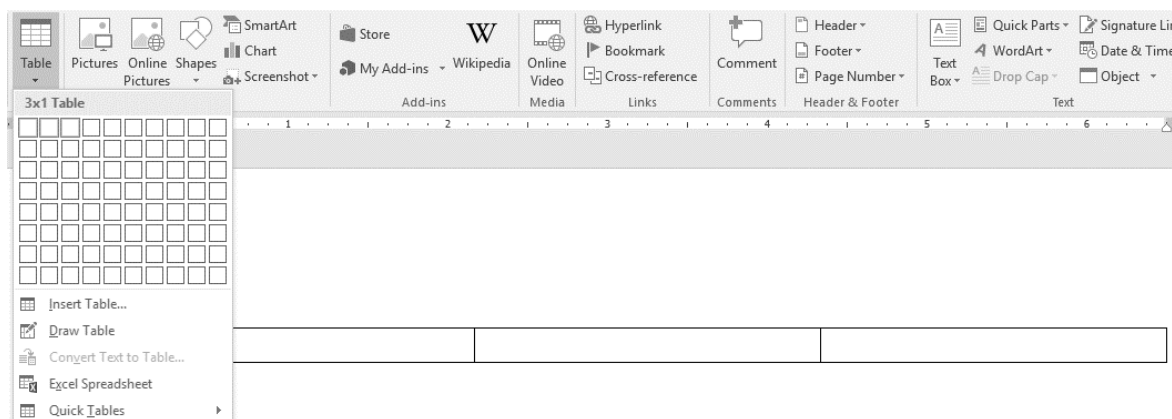 Table
Pictures
Online Pictures
Shapes
SmartArt
Chart
Screenshot
Store
My Add-ins
W
Wikipedia
Add-ins
Online Video
Media
Hyperlink
Bookmark
Cross-reference
Links
Comment
Comments
Header
Footer
Page Number
Header & Footer
A
Text Box
Quick Parts
WordArt
Drop Cap
Signature Li
Date & Time
Object
Text
3x1 Table
1 2 3 4 5 6
Insert Table...
Draw Table
Convert Text to Table...
Excel Spreadsheet
Quick Tables